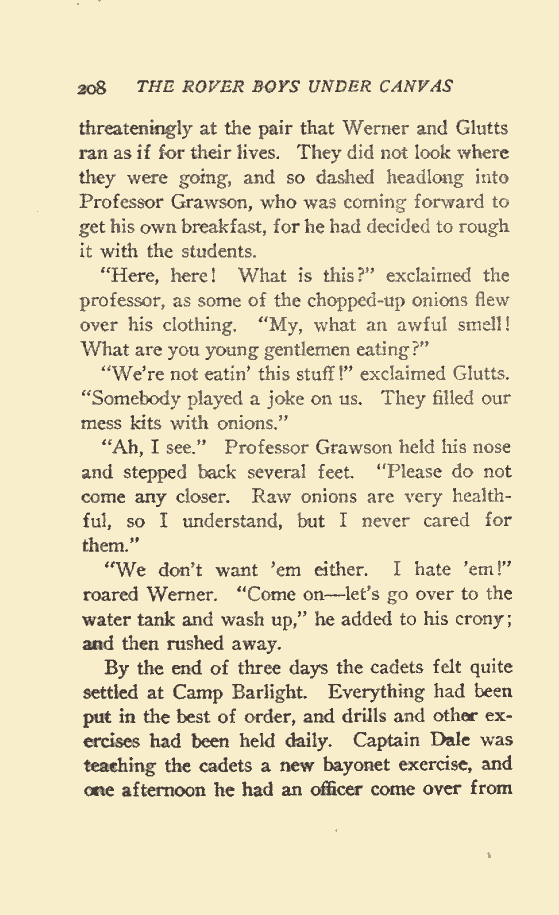 208 THE ROVER BOYS UNDER CANVAS
threateningly at the pair that Werner and Glutts
ran as if for their lives. They did not look where
they were going, and so dashed headlong into
Professor Grawson, who was coming forward to
get his own breakfast, for he had decided to rough
it with the students.
"Here, here! What is this?" exclaimed the
professor, as some of the chopped-up onions flew
over his clothing. "My, what an awful smell!
What are you young gentlemen eating?"
"We're not eatin' this stuff!" exclaimed Glutts.
"Somebody played a joke on us. They filled our
mess kits with onions."
"Ah, I see." Professor Grawson held his nose
and stepped back several feet. "Please do not
come any closer. Raw onions are very health-
ful, so I understand, but I never cared for
them."
"We don't want 'em either. I hate 'em!"
roared Werner. "Come on—let's go over to the
water tank and wash up," he added to his crony;
and then rushed away.
By the end of three days the cadets felt quite
settled at Camp Barlight. Everything had been
put in the best of order, and drills and other ex-
ercises had been held daily. Captain Dale was
teaching the cadets a new bayonet exercise, and
one afternoon he had an officer come over from